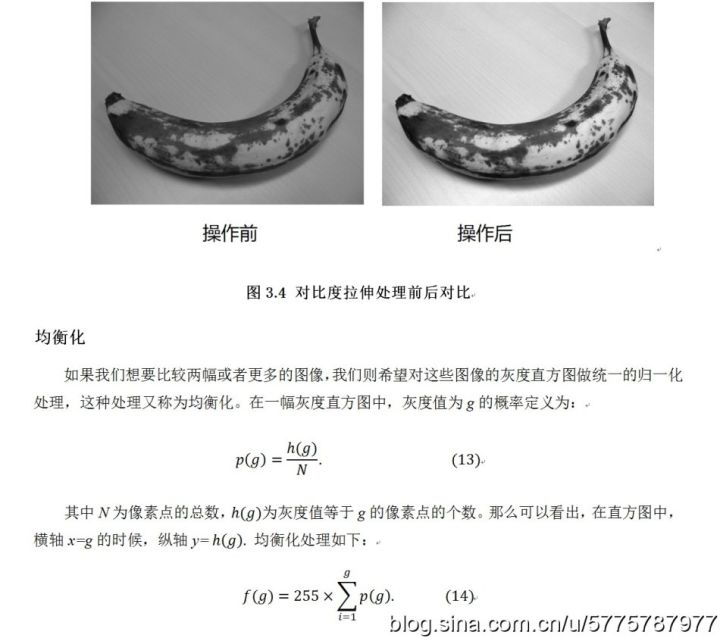 操作前 操作后
图 3.4 对比度拉伸处理前后对比
均衡化
如果我们想要比较两幅或者更多的图像，我们则希望对这些图像的灰度直方图做统一的归一化
处理，这种处理又称为均衡化。在一幅灰度直方图中，灰度值为 g 的概率定义为：
p(g) = h(g)/N. (13)
其中 N 为像素点的总数，h(g)为灰度值等于 g 的像素点的个数。那么可以看出，在直方图中，
横轴 x=g 的时候，纵轴 y= h(g). 均衡化处理如下：
f(g) = 255 × ∑_{i=1}^{g} p(g). (14)
blog.sina.com.cn/u/5775787977